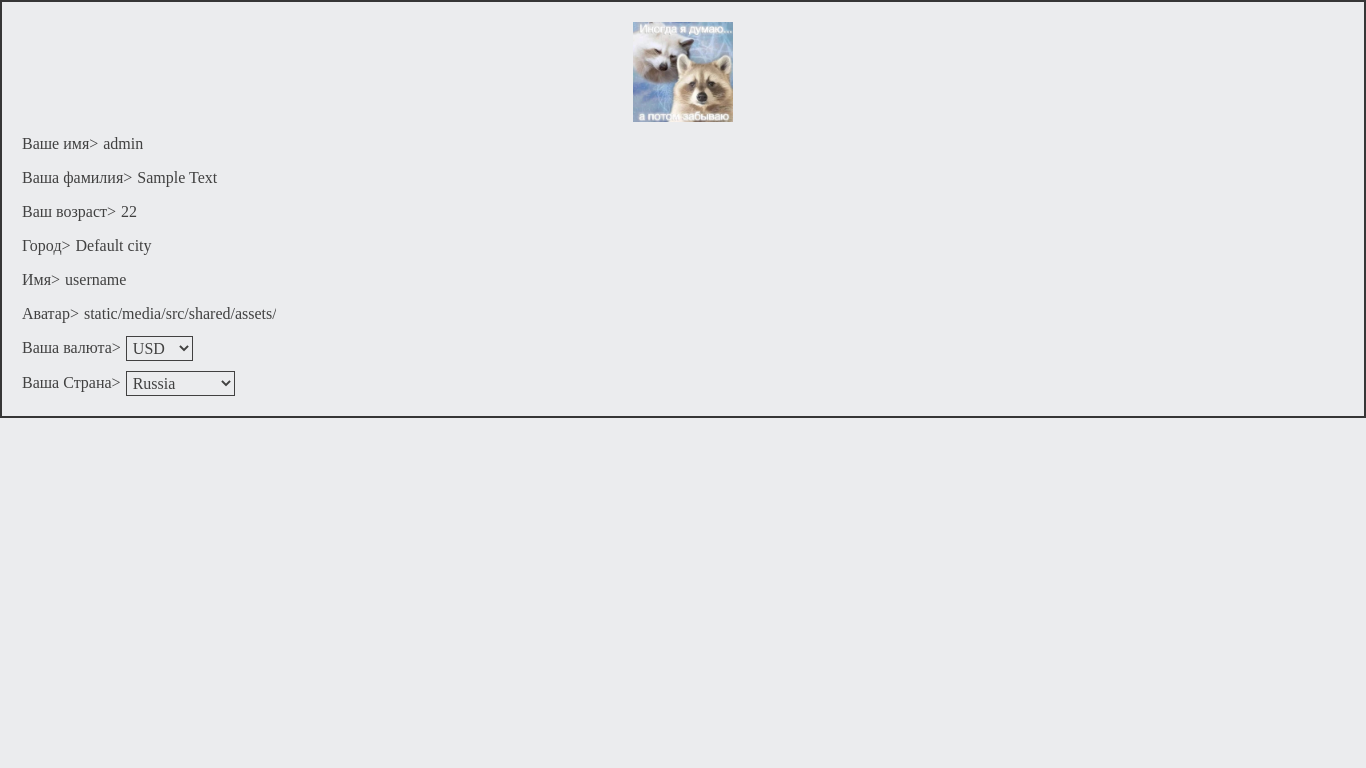 Иногда я думаю...
а потом забываю
Ваше имя> admin
Ваша фамилия> Sample Text
Ваш возраст> 22
Город> Default city
Имя> username
Аватар> static/media/src/shared/assets/
Ваша валюта> USD
Ваша Страна> Russia